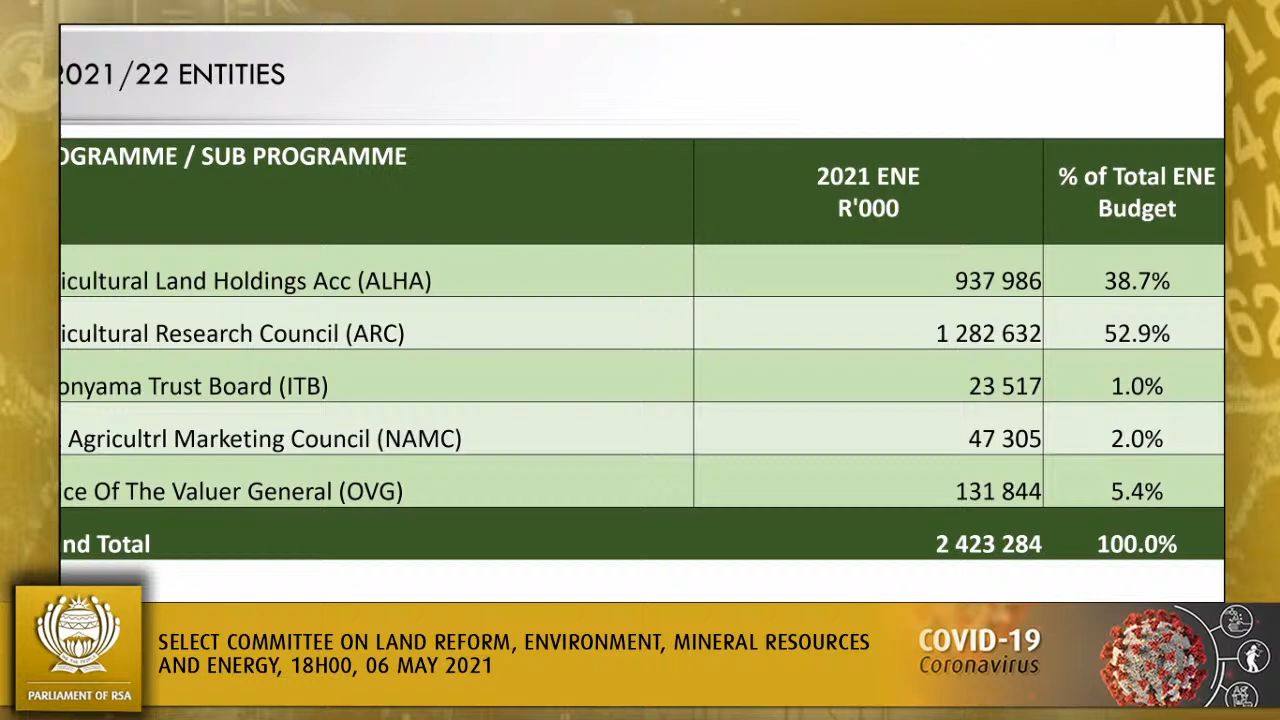 2021/22 ENTITIES
OGRAMME / SUB PROGRAMME
2021 ENE
R'000
% of Total ENE
Budget
icultural Land Holdings Acc (ALHA) 937 986 38.7%
icultural Research Council (ARC) 1 282 632 52.9%
onyama Trust Board (ITB) 23 517 1.0%
Agricultrl Marketing Council (NAMC) 47 305 2.0%
ice Of The Valuer General (OVG) 131 844 5.4%
nd Total 2 423 284 100.0%
SELECT COMMITTEE ON LAND REFORM, ENVIRONMENT, MINERAL RESOURCES
AND ENERGY, 18H00, 06 MAY 2021
PARLIAMENT OF RSA
COVID-19
Coronavirus